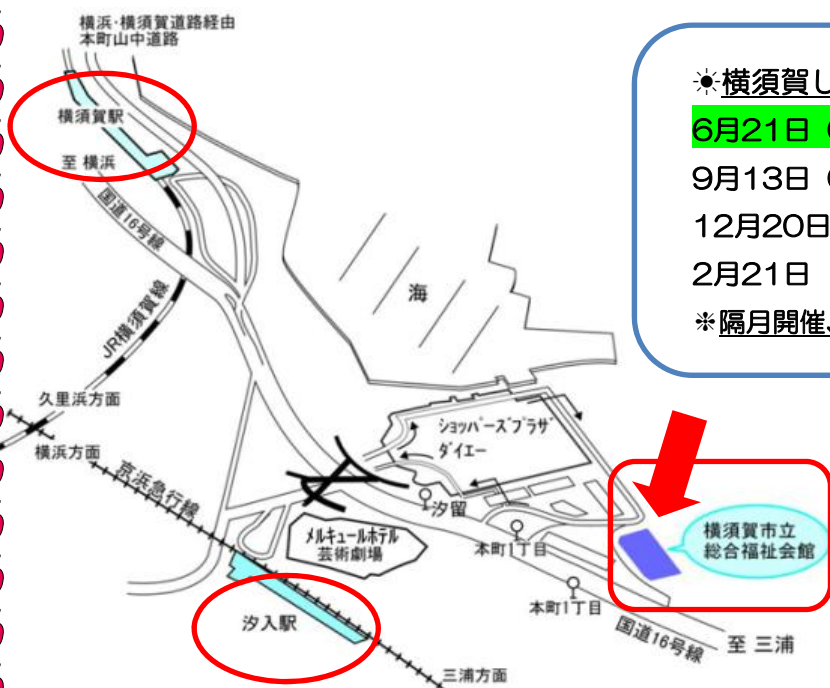 横浜・横須賀道路経由
本町山中道路
横須賀駅
至 横浜
国道16号線
JR横須賀線
久里浜方面
横浜方面
京浜急行線
海
ショッパーズプラザ
ダイエー
汐留
メルキュールホテル
芸術劇場
本町1丁目
本町1丁目
汐入駅
国道16号線
至 三浦
三浦方面
横須賀市立
総合福祉会館
☀横須賀し
6月21日（
9月13日（
12月20日
2月21日
※隔月開催、